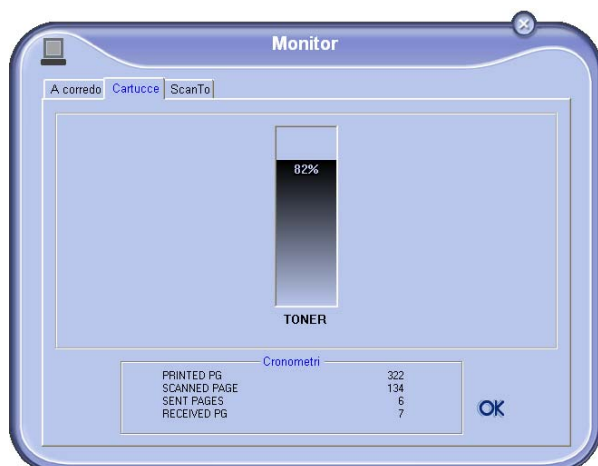 Monitor
A corredo Cartucce ScanTo
82%
TONER
Cronometri
PRINTED PG 322
SCANNED PAGE 134
SENT PAGES 6
RECEIVED PG 7
OK